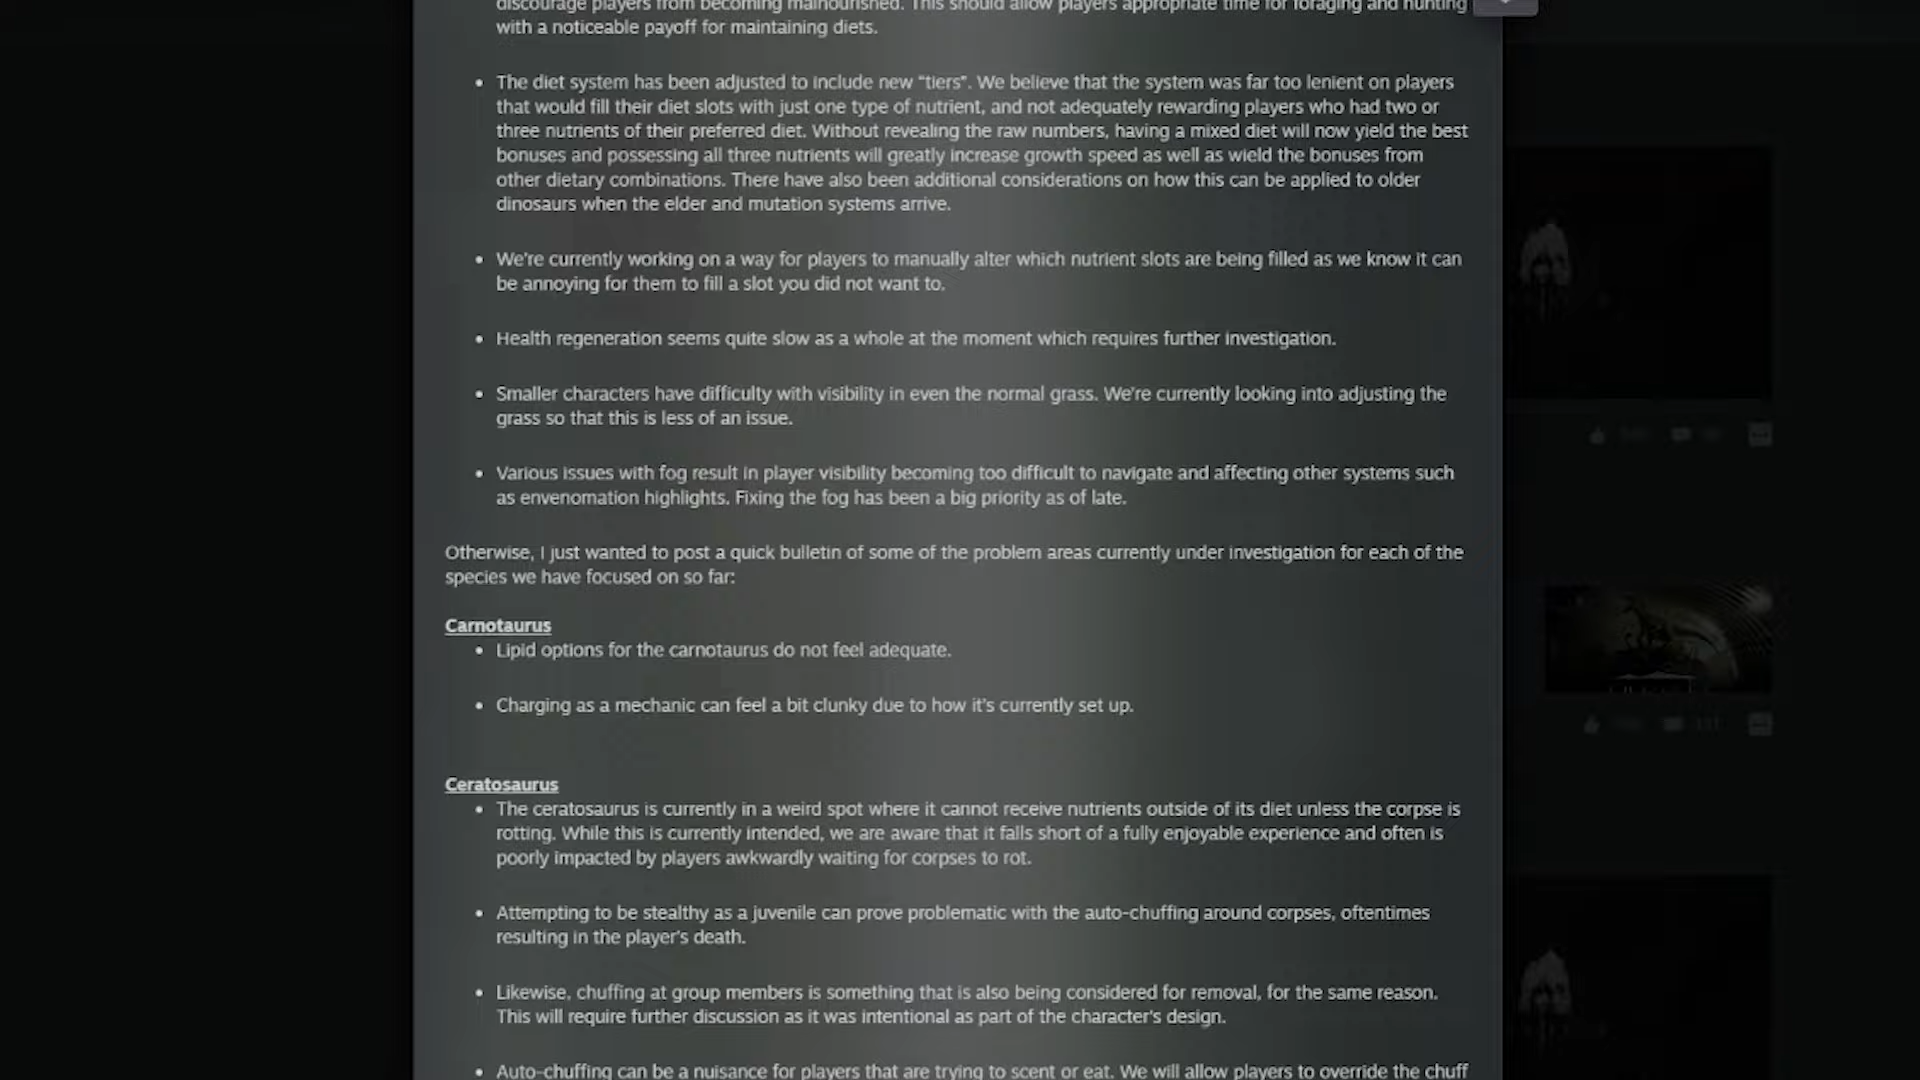 discourage players from becoming malnourished. This should allow players appropriate time for foraging and hunting
with a noticeable payoff for maintaining diets.
• The diet system has been adjusted to include new "tiers". We believe that the system was far too lenient on players
that would fill their diet slots with just one type of nutrient, and not adequately rewarding players who had two or
three nutrients of their preferred diet. Without revealing the raw numbers, having a mixed diet will now yield the best
bonuses and possessing all three nutrients will greatly increase growth speed as well as wield the bonuses from
other dietary combinations. There have also been additional considerations on how this can be applied to older
dinosaurs when the elder and mutation systems arrive.
• We're currently working on a way for players to manually alter which nutrient slots are being filled as we know it can
be annoying for them to fill a slot you did not want to.
• Health regeneration seems quite slow as a whole at the moment which requires further investigation.
• Smaller characters have difficulty with visibility in even the normal grass. We're currently looking into adjusting the
grass so that this is less of an issue.
• Various issues with fog result in player visibility becoming too difficult to navigate and affecting other systems such
as envenomation highlights. Fixing the fog has been a big priority as of late.
Otherwise, I just wanted to post a quick bulletin of some of the problem areas currently under investigation for each of the
species we have focused on so far:
Carnotaurus
• Lipid options for the carnotaurus do not feel adequate.
• Charging as a mechanic can feel a bit clunky due to how it's currently set up.
Ceratosaurus
• The ceratosaurus is currently in a weird spot where it cannot receive nutrients outside of its diet unless the corpse is
rotting. While this is currently intended, we are aware that it falls short of a fully enjoyable experience and often is
poorly impacted by players awkwardly waiting for corpses to rot.
• Attempting to be stealthy as a juvenile can prove problematic with the auto-chuffing around corpses, oftentimes
resulting in the player's death.
• Likewise, chuffing at group members is something that is also being considered for removal, for the same reason.
This will require further discussion as it was intentional as part of the character's design.
• Auto-chuffing can be a nuisance for players that are trying to scent or eat. We will allow players to override the chuff